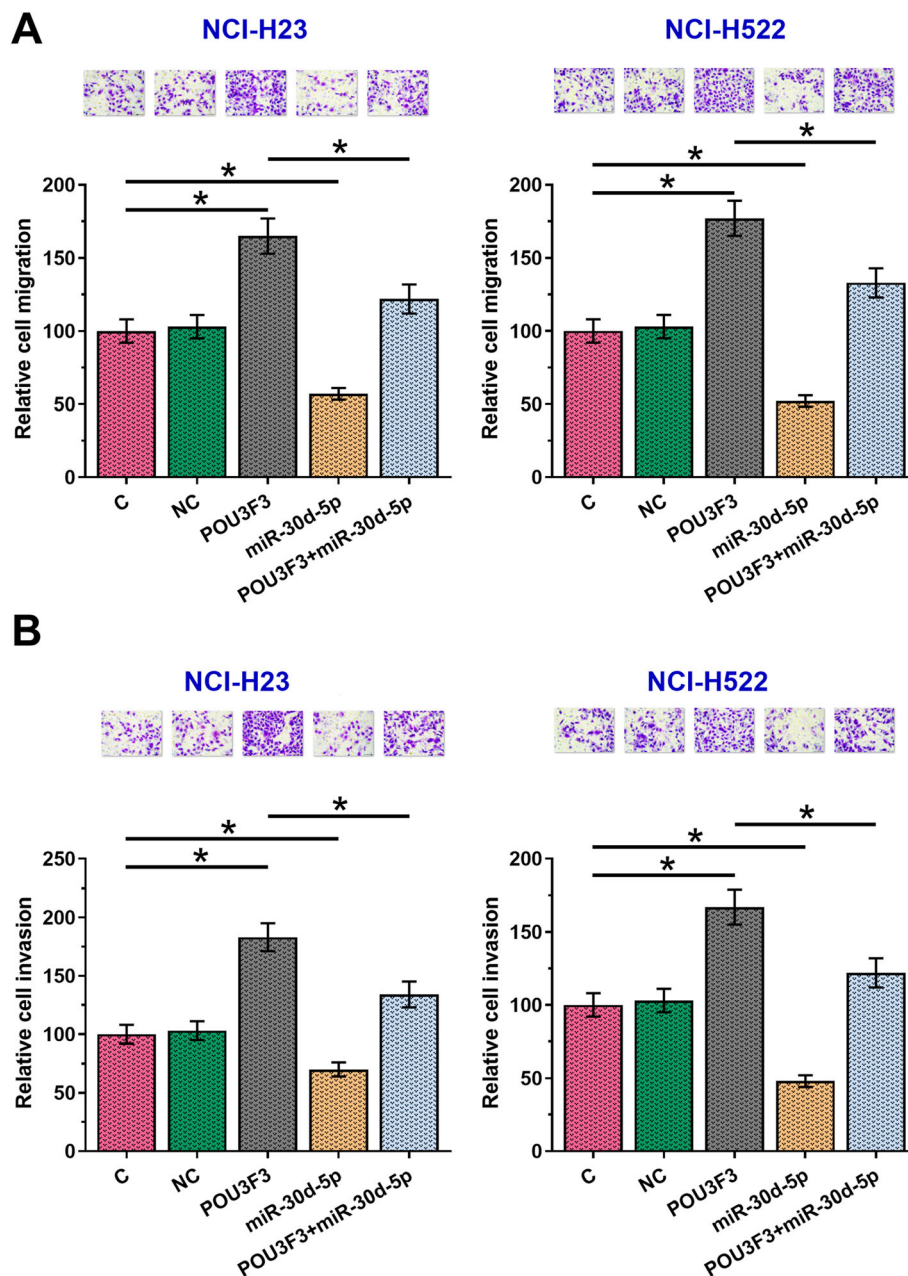 A
NCI-H23
NCI-H522
*
*
*
200
150
100
50
0
Relative cell migration
C
NC
POU3F3
miR-30d-5p
POU3F3+miR-30d-5p
*
*
*
200
150
100
50
0
Relative cell migration
C
NC
POU3F3
miR-30d-5p
POU3F3+miR-30d-5p
B
NCI-H23
NCI-H522
*
*
*
250
200
150
100
50
0
Relative cell invasion
C
NC
POU3F3
miR-30d-5p
POU3F3+miR-30d-5p
*
*
*
200
150
100
50
0
Relative cell invasion
C
NC
POU3F3
miR-30d-5p
POU3F3+miR-30d-5p